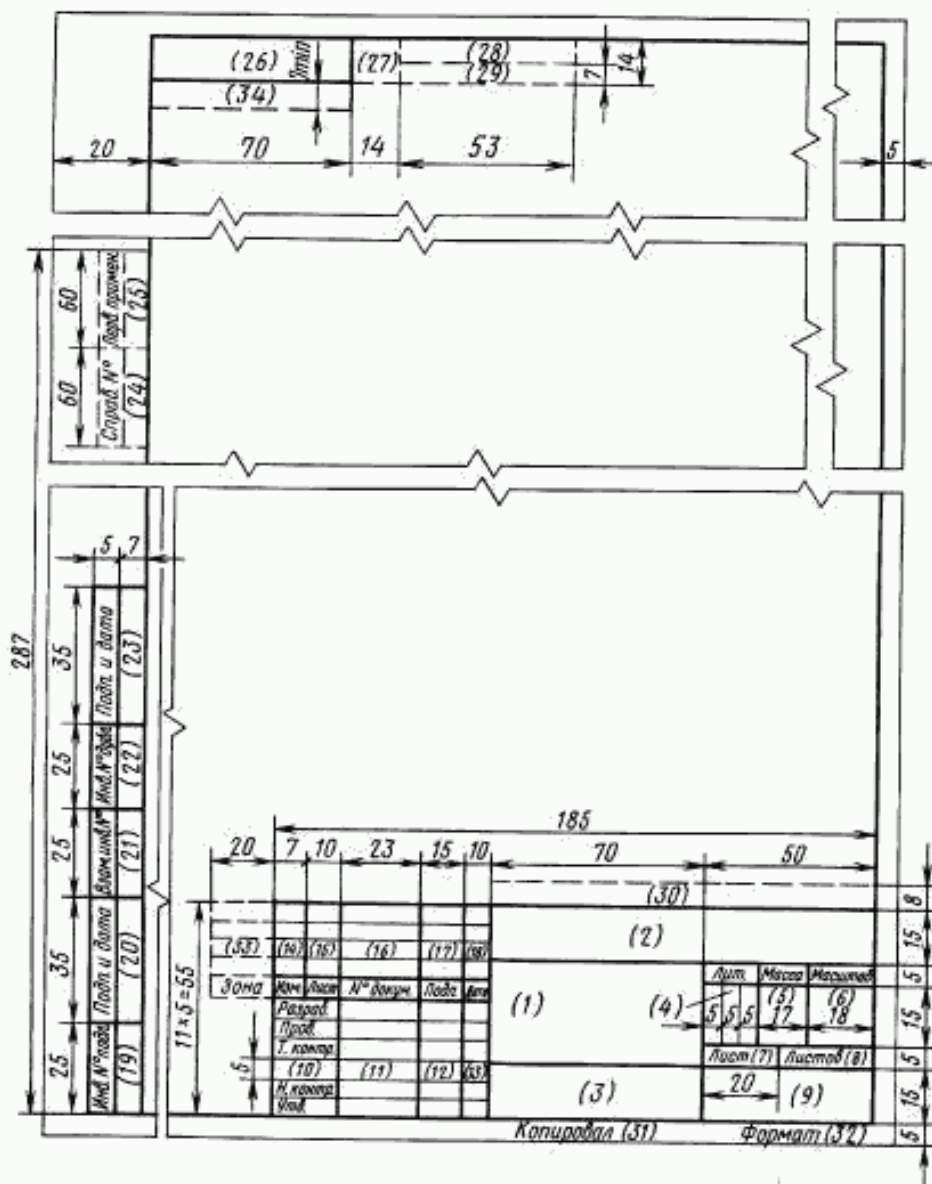 (26) 7min (27) (28)
(29) 7 14
(34)
20 70 14 53 5
60 Перв. примен. (25)
60 Справ. № (24)
5 7
287
35 Подп. и дата (23)
25 Инв. № дубл. (22)
25 Взам. инв. № (21)
35 Подп. и дата (20)
25 Инв. № подл. (19)
185
20 7 10 23 15 10 70 50
(30) 8
(2) 15
(33) (14) (15) (16) (17) (18)
Лит. Масса Масштаб 5
Зона Изм. Лист № докум. Подп. Дата (1) (4) (5) (6)
5 5 5 17 18 15
Разраб.
Пров.
Т. контр. Лист (7) Листов (8) 5
11×5=55
5 (10) (11) (12) (13)
(3) 20 (9) 15
Н. контр.
Утв.
Копировал (31) Формат (32) 5